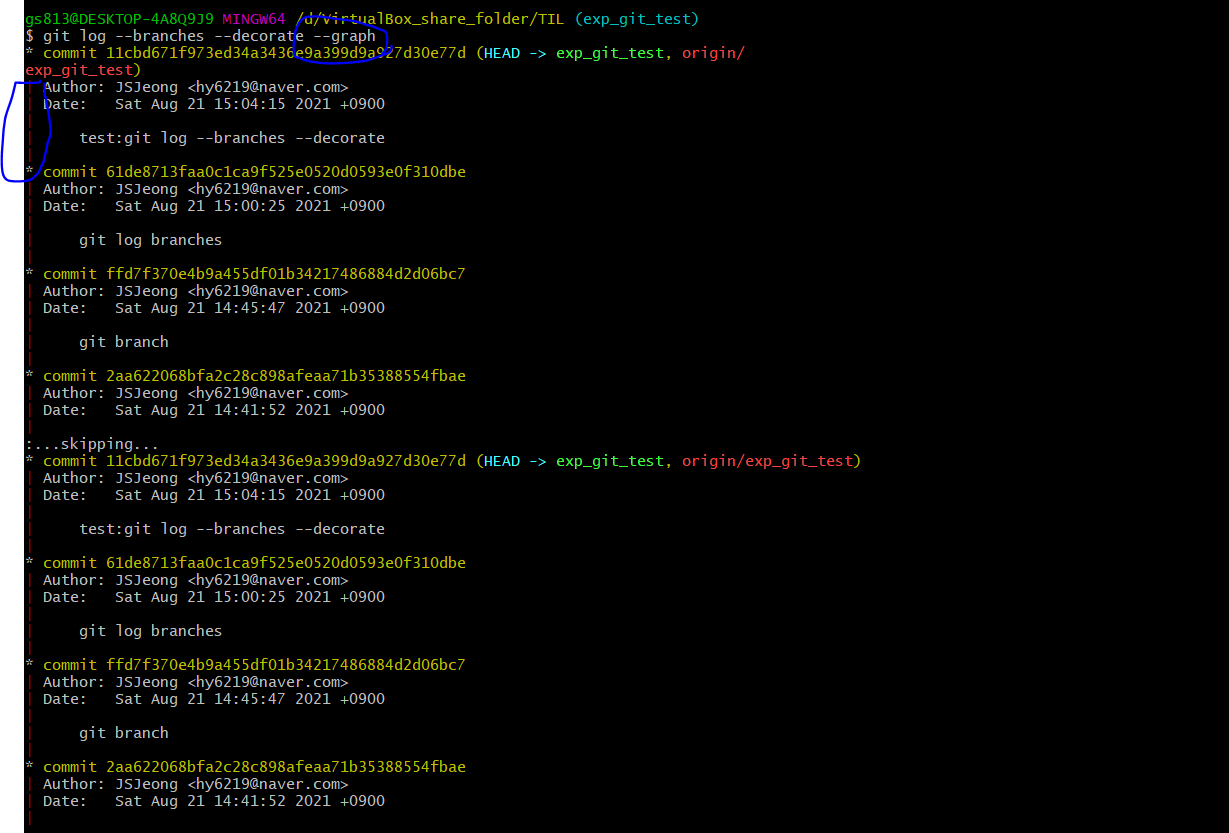 gs813@DESKTOP-4A8Q9J9 MINGW64 /d/VirtualBox_share_folder/TIL (exp_git_test)
$ git log --branches --decorate --graph
* commit 11cbd671f973ed34a3436e9a399d9a927d30e77d (HEAD -> exp_git_test, origin/
exp_git_test)
| Author: JSJeong <hy6219@naver.com>
| Date:   Sat Aug 21 15:04:15 2021 +0900
|
|     test:git log --branches --decorate
|
* commit 61de8713faa0c1ca9f525e0520d0593e0f310dbe
| Author: JSJeong <hy6219@naver.com>
| Date:   Sat Aug 21 15:00:25 2021 +0900
|
|     git log branches
|
* commit ffd7f370e4b9a455df01b34217486884d2d06bc7
| Author: JSJeong <hy6219@naver.com>
| Date:   Sat Aug 21 14:45:47 2021 +0900
|
|     git branch
|
* commit 2aa622068bfa2c28c898afeaa71b35388554fbae
| Author: JSJeong <hy6219@naver.com>
| Date:   Sat Aug 21 14:41:52 2021 +0900
|
:...skipping...
* commit 11cbd671f973ed34a3436e9a399d9a927d30e77d (HEAD -> exp_git_test, origin/exp_git_test)
| Author: JSJeong <hy6219@naver.com>
| Date:   Sat Aug 21 15:04:15 2021 +0900
|
|     test:git log --branches --decorate
|
* commit 61de8713faa0c1ca9f525e0520d0593e0f310dbe
| Author: JSJeong <hy6219@naver.com>
| Date:   Sat Aug 21 15:00:25 2021 +0900
|
|     git log branches
|
* commit ffd7f370e4b9a455df01b34217486884d2d06bc7
| Author: JSJeong <hy6219@naver.com>
| Date:   Sat Aug 21 14:45:47 2021 +0900
|
|     git branch
|
* commit 2aa622068bfa2c28c898afeaa71b35388554fbae
| Author: JSJeong <hy6219@naver.com>
| Date:   Sat Aug 21 14:41:52 2021 +0900
|